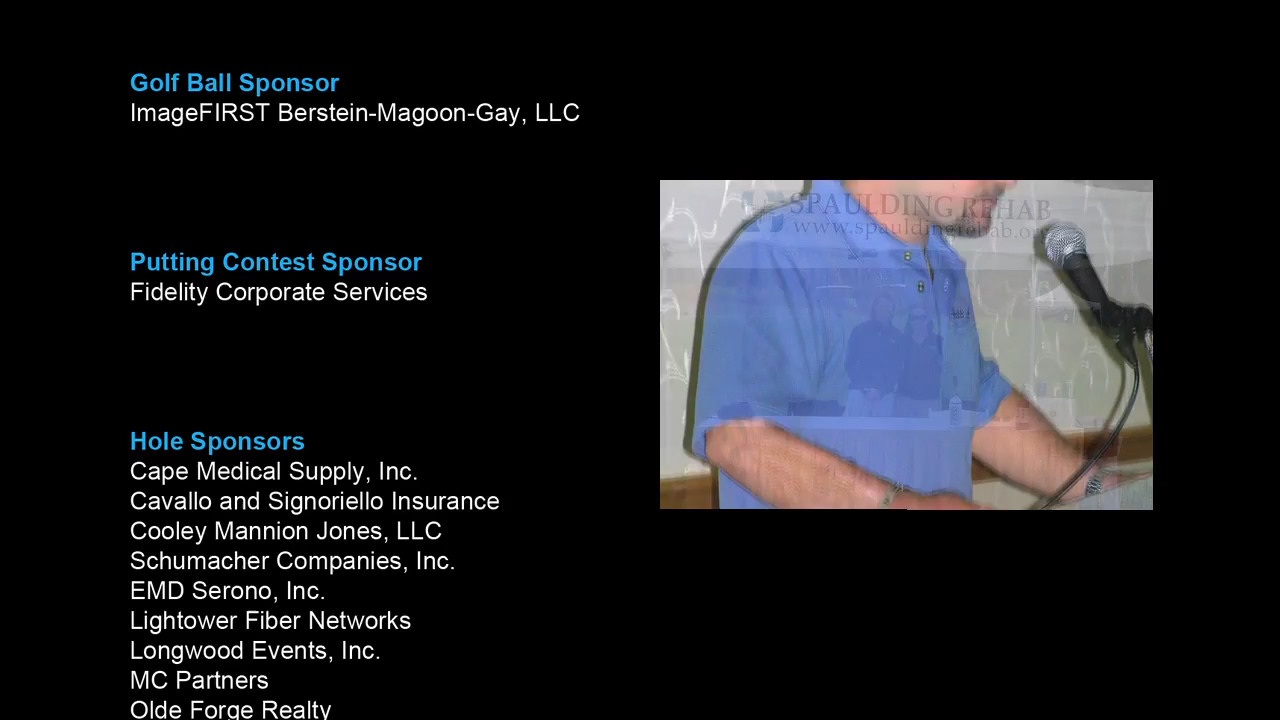 Golf Ball Sponsor
ImageFIRST Berstein-Magoon-Gay, LLC
Putting Contest Sponsor
Fidelity Corporate Services
Hole Sponsors
Cape Medical Supply, Inc.
Cavallo and Signoriello Insurance
Cooley Mannion Jones, LLC
Schumacher Companies, Inc.
EMD Serono, Inc.
Lightower Fiber Networks
Longwood Events, Inc.
MC Partners
Olde Forge Realty
SPAULDING REHAB
www.spauldingrehab.org